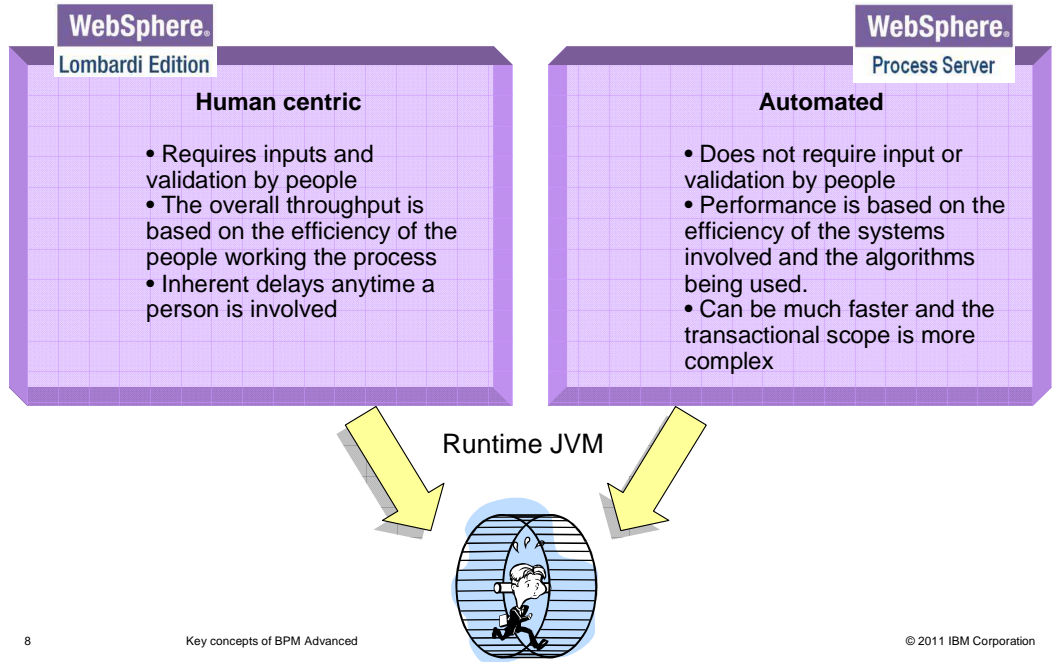 WebSphere®
Lombardi Edition
Human centric
• Requires inputs and
validation by people
• The overall throughput is
based on the efficiency of the
people working the process
• Inherent delays anytime a
person is involved
WebSphere®
Process Server
Automated
• Does not require input or
validation by people
• Performance is based on the
efficiency of the systems
involved and the algorithms
being used.
• Can be much faster and the
transactional scope is more
complex
Runtime JVM
8
Key concepts of BPM Advanced
© 2011 IBM Corporation